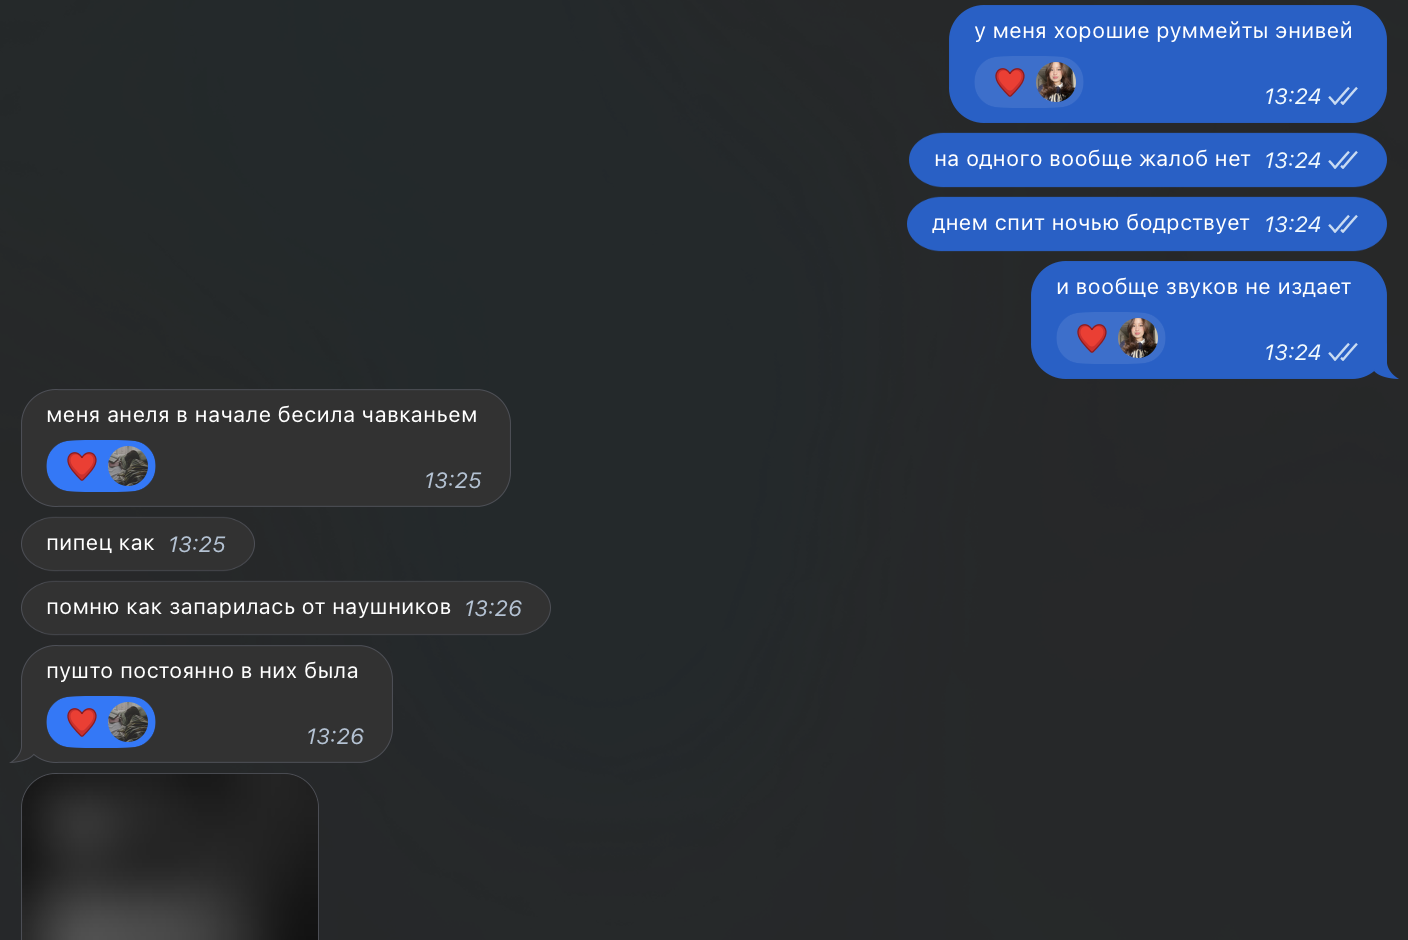 у меня хорошие руммейты энивей
13:24
на одного вообще жалоб нет 13:24
днем спит ночью бодрствует 13:24
и вообще звуков не издает
13:24
меня анеля в начале бесила чавканьем
13:25
пипец как 13:25
помню как запарилась от наушников 13:26
пушто постоянно в них была
13:26